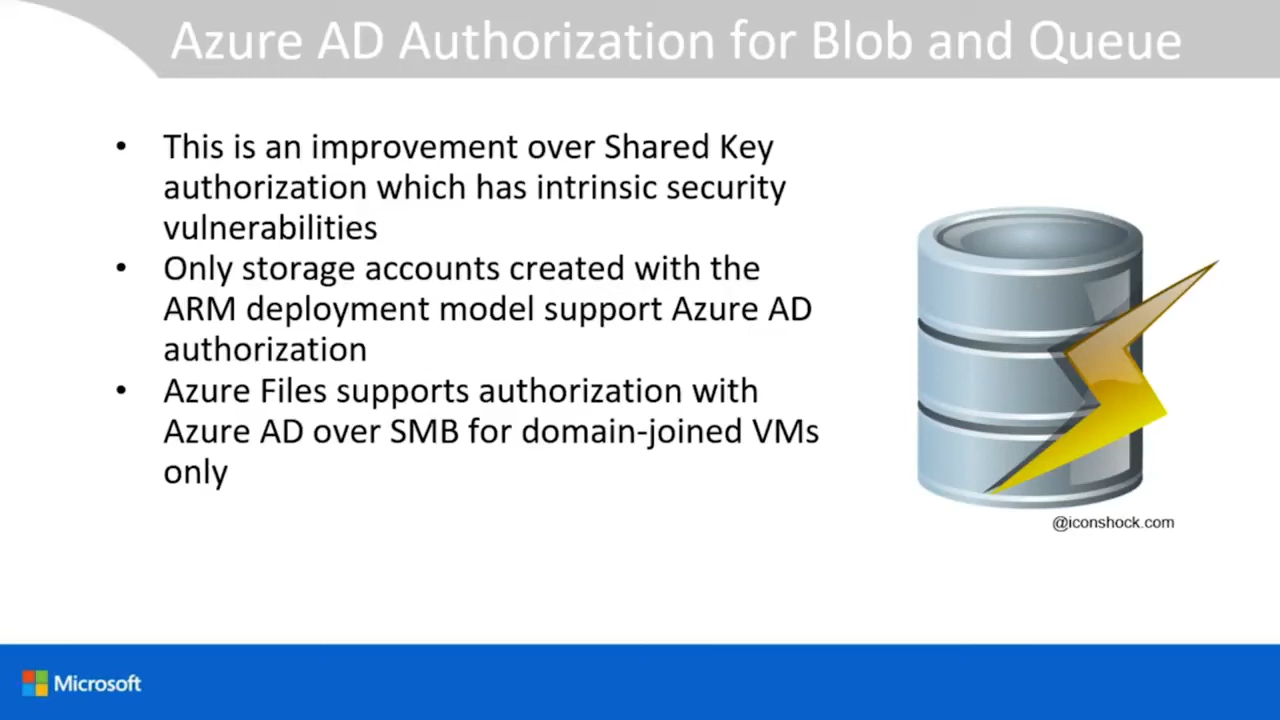 Azure AD Authorization for Blob and Queue
• This is an improvement over Shared Key
authorization which has intrinsic security
vulnerabilities
• Only storage accounts created with the
ARM deployment model support Azure AD
authorization
• Azure Files supports authorization with
Azure AD over SMB for domain-joined VMs
only
@iconshock.com
Microsoft